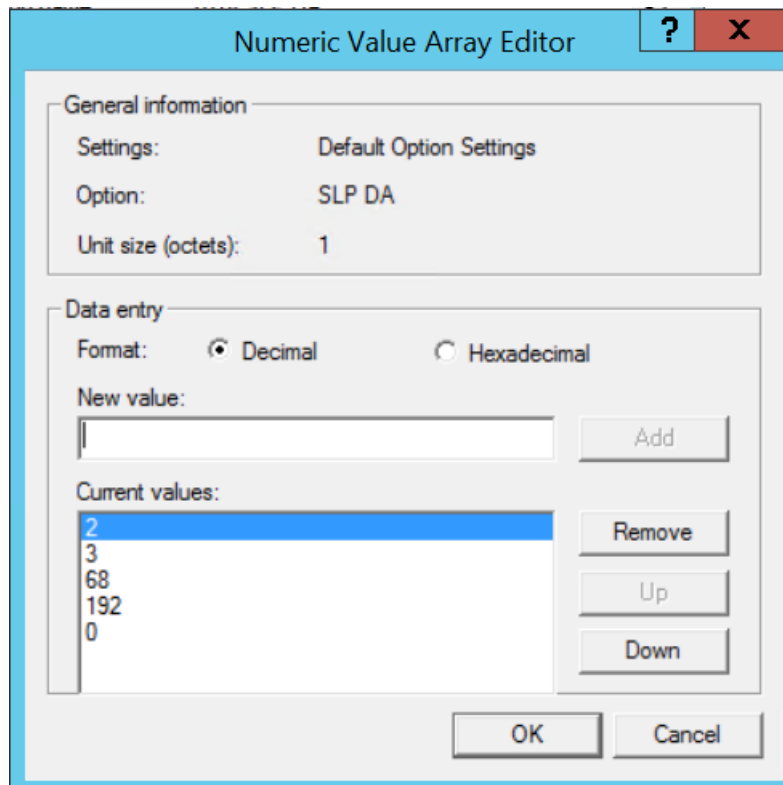 Numeric Value Array Editor
? x
General information
Settings: Default Option Settings
Option: SLP DA
Unit size (octets): 1
Data entry
Format: Decimal Hexadecimal
New value:
Add
Current values:
2
Remove
3
68
Up
192
0
Down
OK Cancel